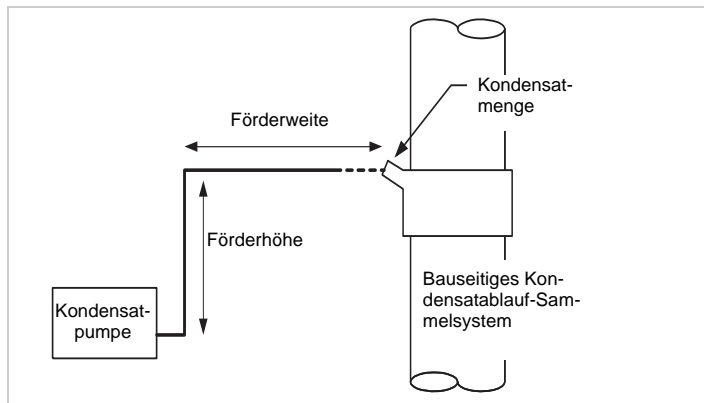 Kondensat-
menge
Förderweite
Förderhöhe
Kondensat-
pumpe
Bauseitiges Kon-
densatablauf-Sam-
melsystem